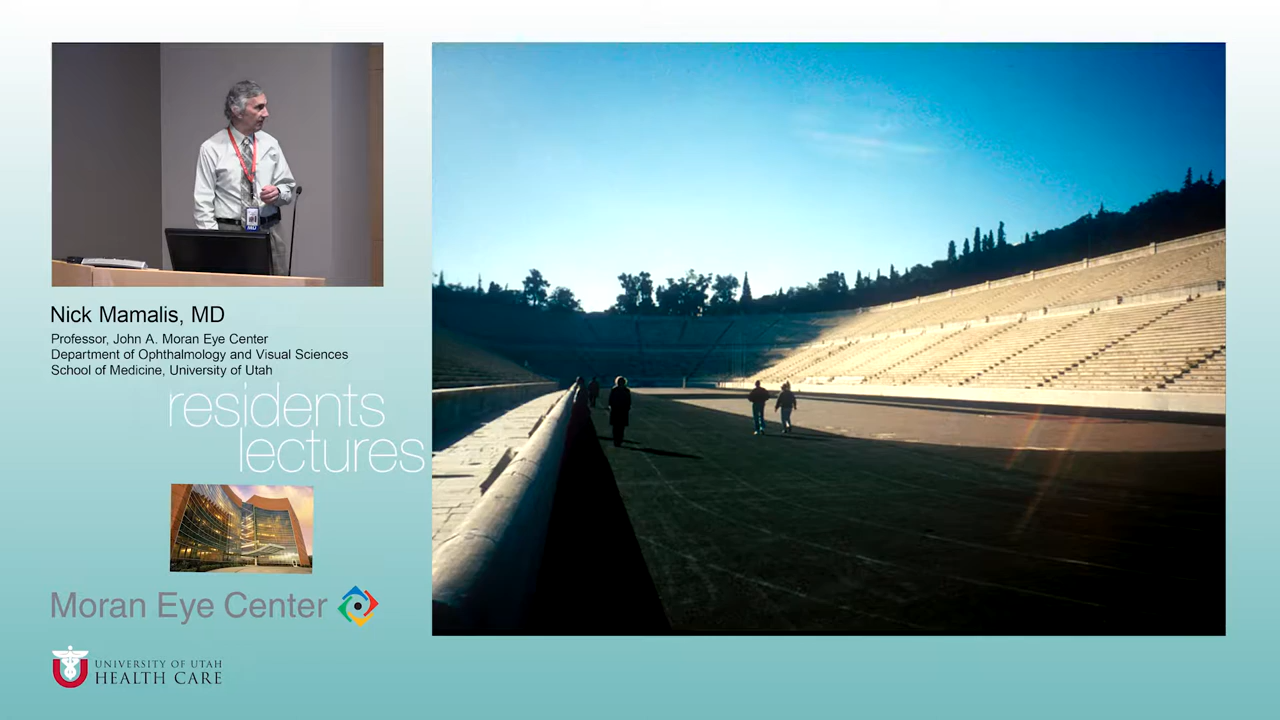 Nick Mamalis, MD
Professor, John A. Moran Eye Center
Department of Ophthalmology and Visual Sciences
School of Medicine, University of Utah
residents
lectures
Moran Eye Center
UNIVERSITY OF UTAH
HEALTH CARE